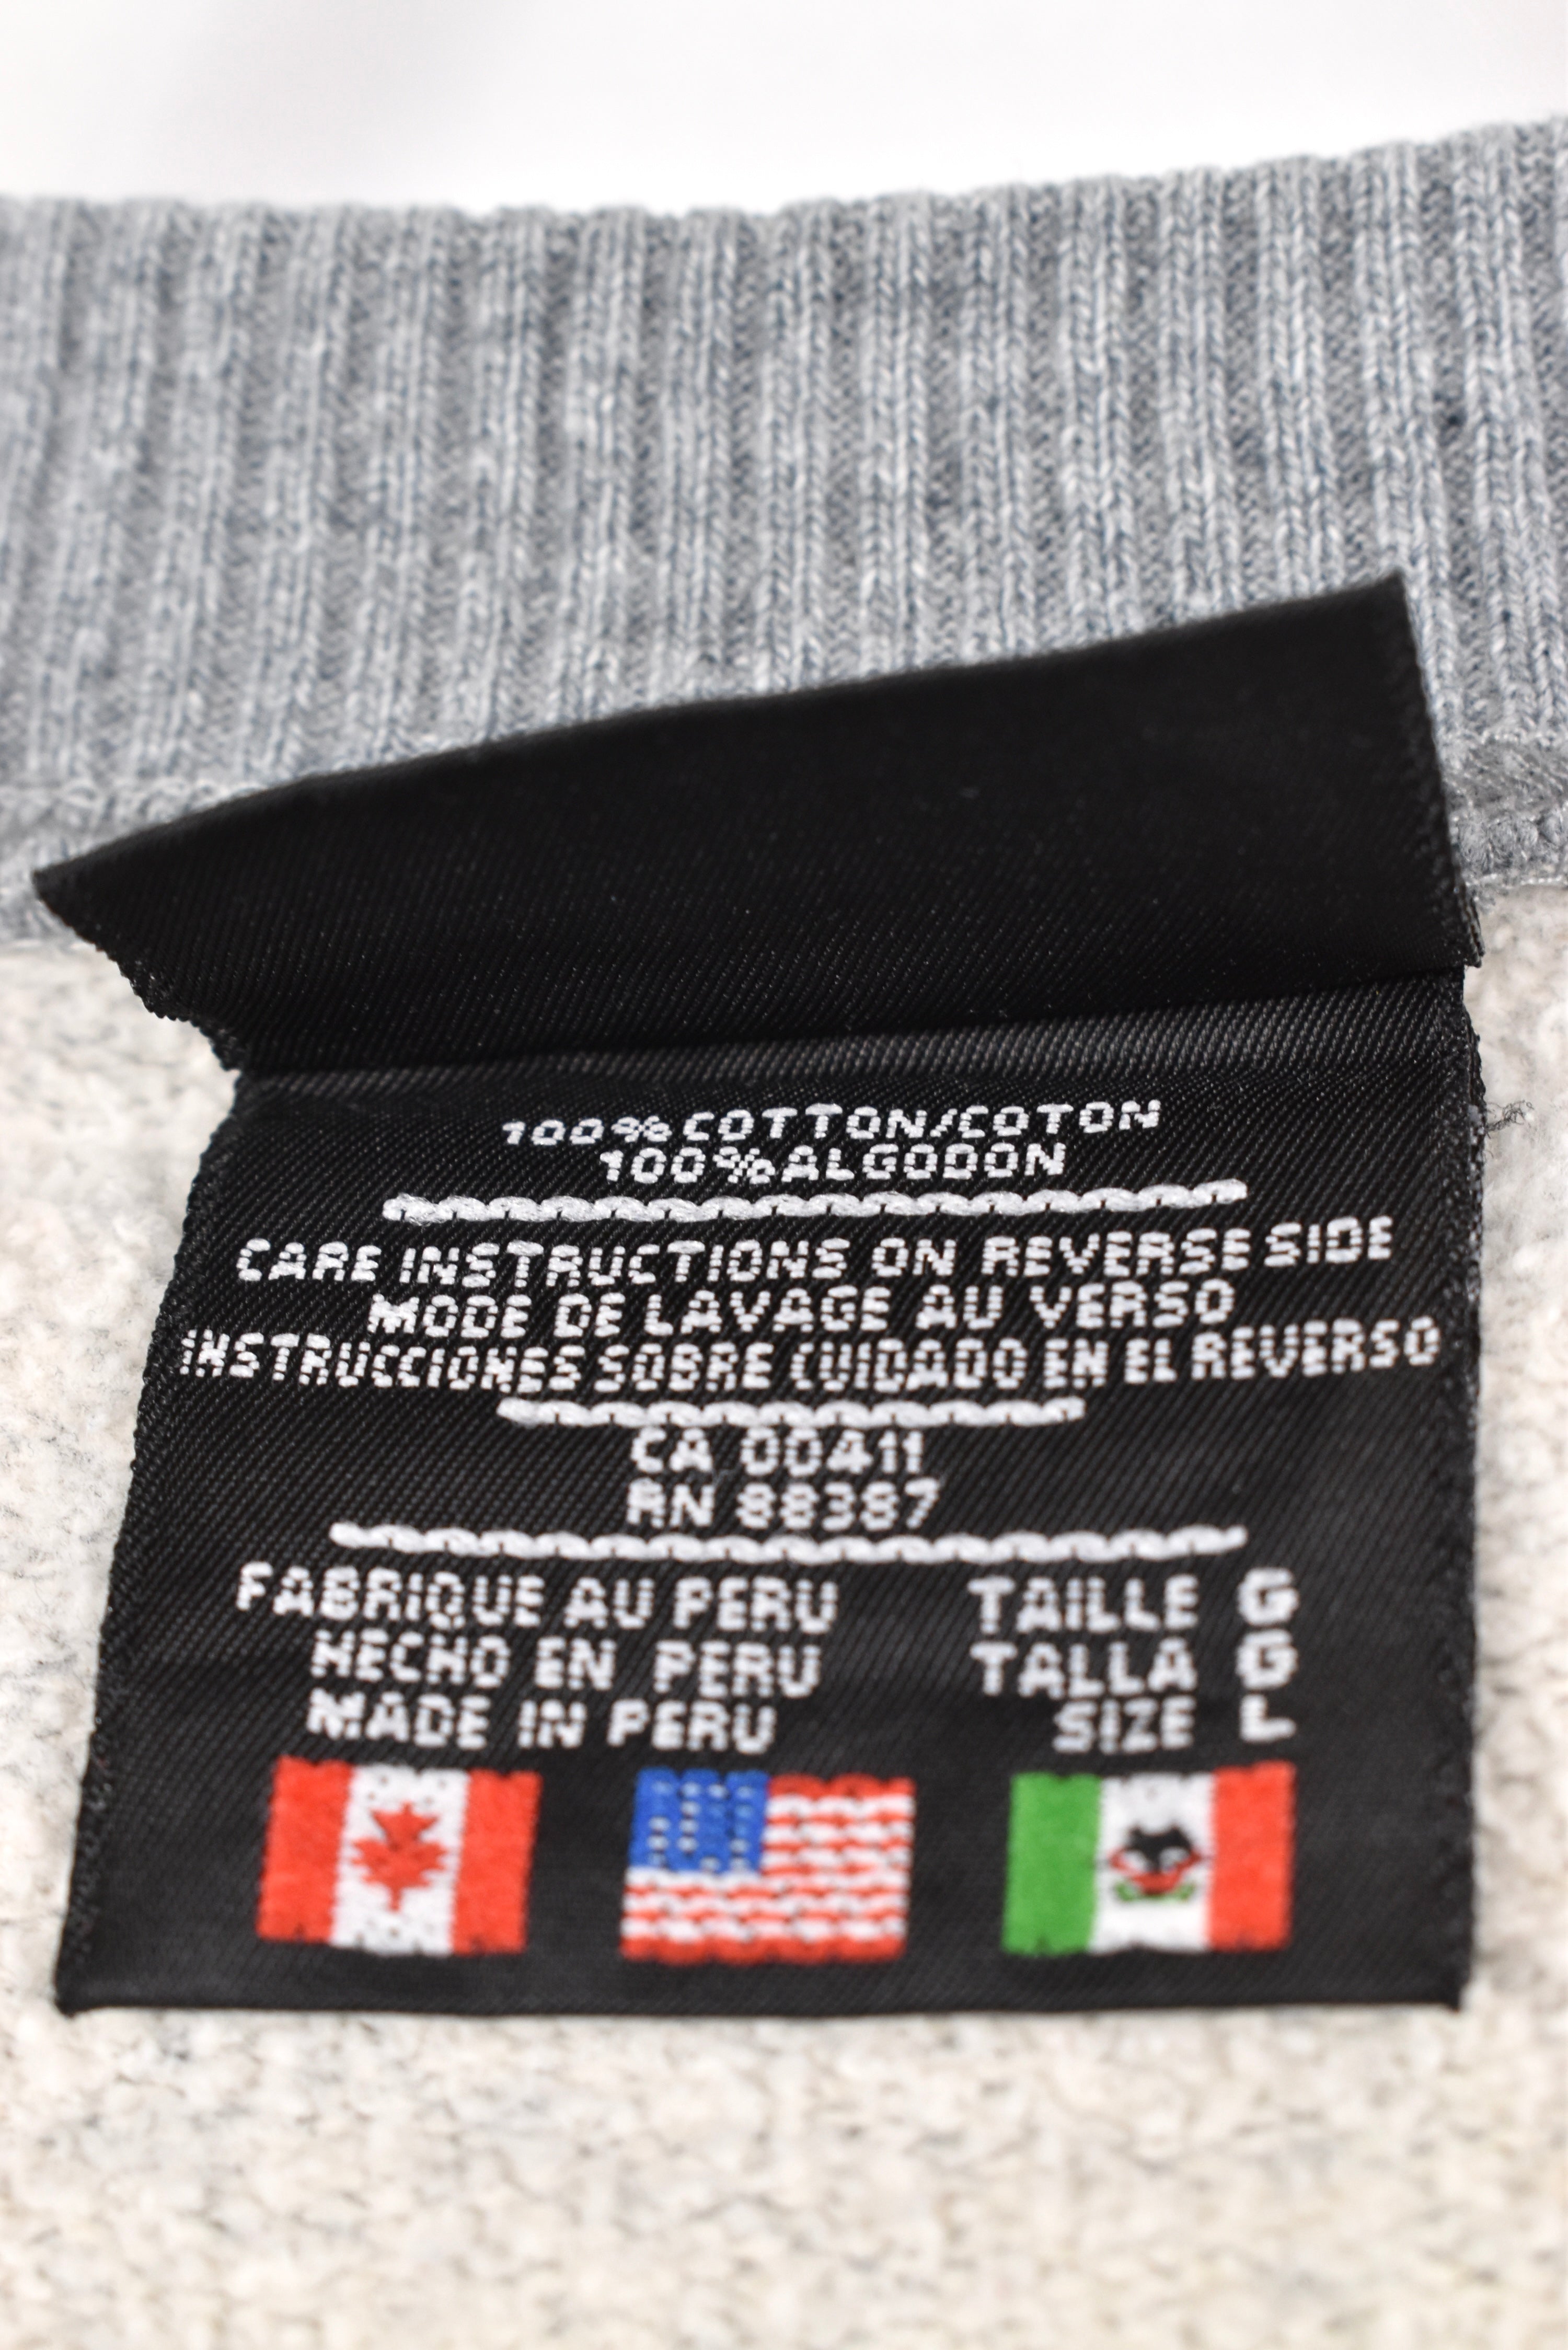 100% COTTON/COTON
100% ALGODON
CARE INSTRUCTIONS ON REVERSE SIDE
MODE DE LAVAGE AU VERSO
INSTRUCCIONES SOBRE CUIDADO EN EL REVERSO
CA 00411
RN 88387
FABRIQUE AU PERU TAILLE G
HECHO EN PERU TALLA G
MADE IN PERU SIZE L